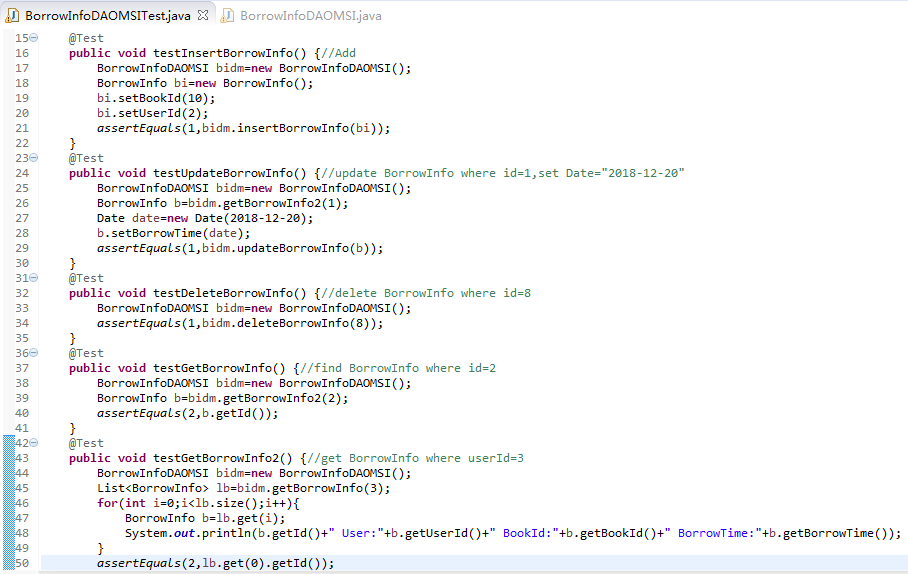 BorrowInfoDAOMSITest.java BorrowInfoDAOMSI.java
15 @Test
16 public void testInsertBorrowInfo() {//Add
17 BorrowInfoDAOMSI bidm=new BorrowInfoDAOMSI();
18 BorrowInfo bi=new BorrowInfo();
19 bi.setBookId(10);
20 bi.setUserId(2);
21 assertEquals(1,bidm.insertBorrowInfo(bi));
22 }
23 @Test
24 public void testUpdateBorrowInfo() {//update BorrowInfo where id=1,set Date="2018-12-20"
25 BorrowInfoDAOMSI bidm=new BorrowInfoDAOMSI();
26 BorrowInfo b=bidm.getBorrowInfo2(1);
27 Date date=new Date(2018-12-20);
28 b.setBorrowTime(date);
29 assertEquals(1,bidm.updateBorrowInfo(b));
30 }
31 @Test
32 public void testDeleteBorrowInfo() {//delete BorrowInfo where id=8
33 BorrowInfoDAOMSI bidm=new BorrowInfoDAOMSI();
34 assertEquals(1,bidm.deleteBorrowInfo(8));
35 }
36 @Test
37 public void testGetBorrowInfo() {//find BorrowInfo where id=2
38 BorrowInfoDAOMSI bidm=new BorrowInfoDAOMSI();
39 BorrowInfo b=bidm.getBorrowInfo2(2);
40 assertEquals(2,b.getId());
41 }
42 @Test
43 public void testGetBorrowInfo2() {//get BorrowInfo where userId=3
44 BorrowInfoDAOMSI bidm=new BorrowInfoDAOMSI();
45 List<BorrowInfo> lb=bidm.getBorrowInfo(3);
46 for(int i=0;i<lb.size();i++){
47 BorrowInfo b=lb.get(i);
48 System.out.println(b.getId()+" User:"+b.getUserId()+" BookId:"+b.getBookId()+" BorrowTime:"+b.getBorrowTime());
49 }
50 assertEquals(2,lb.get(0).getId());